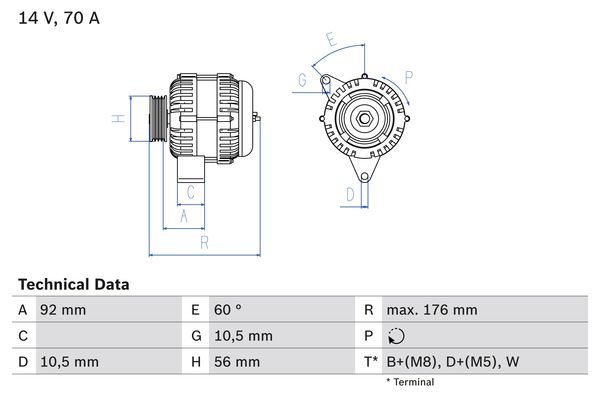 14 V, 70 A
E
G
P
H
D
C
A
R
Technical Data
A 92 mm E 60 ° R max. 176 mm
C G 10,5 mm P
D 10,5 mm H 56 mm T* B+(M8), D+(M5), W
* Terminal